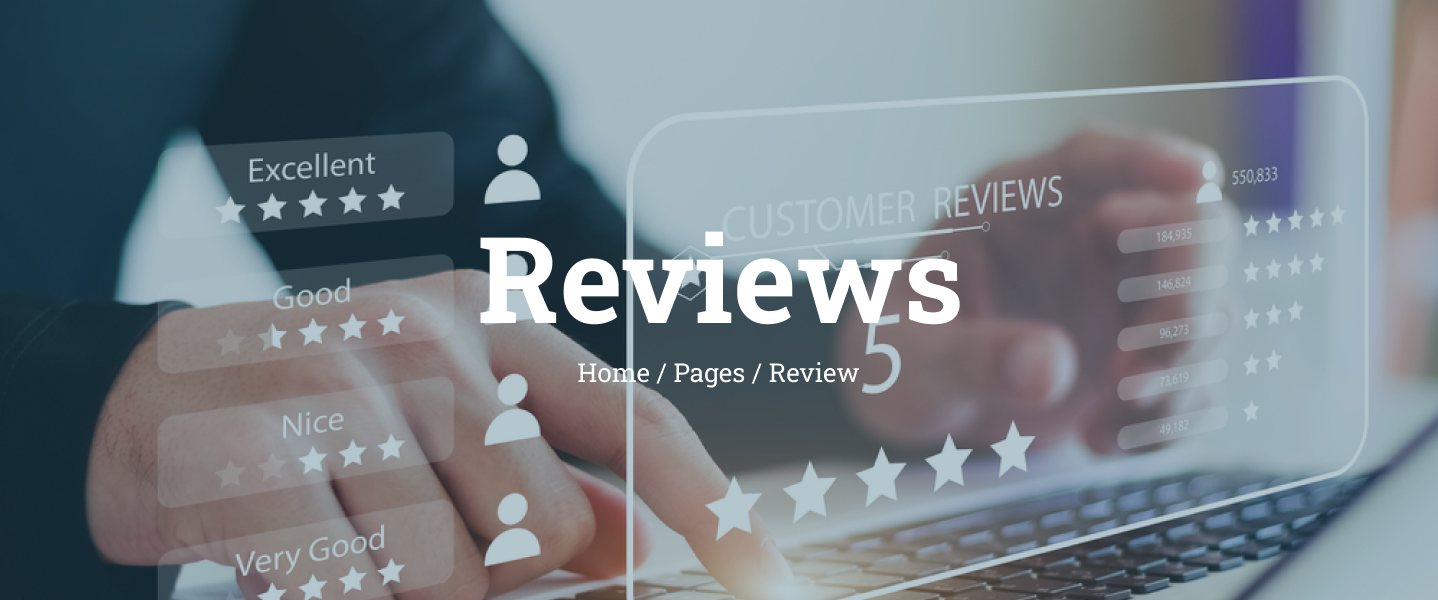 Excellent
Good
Nice
Very Good
Reviews
Home / Pages / Review
CUSTOMER REVIEWS
5
550,833
184,935
146,824
96,273
73,619
49,182